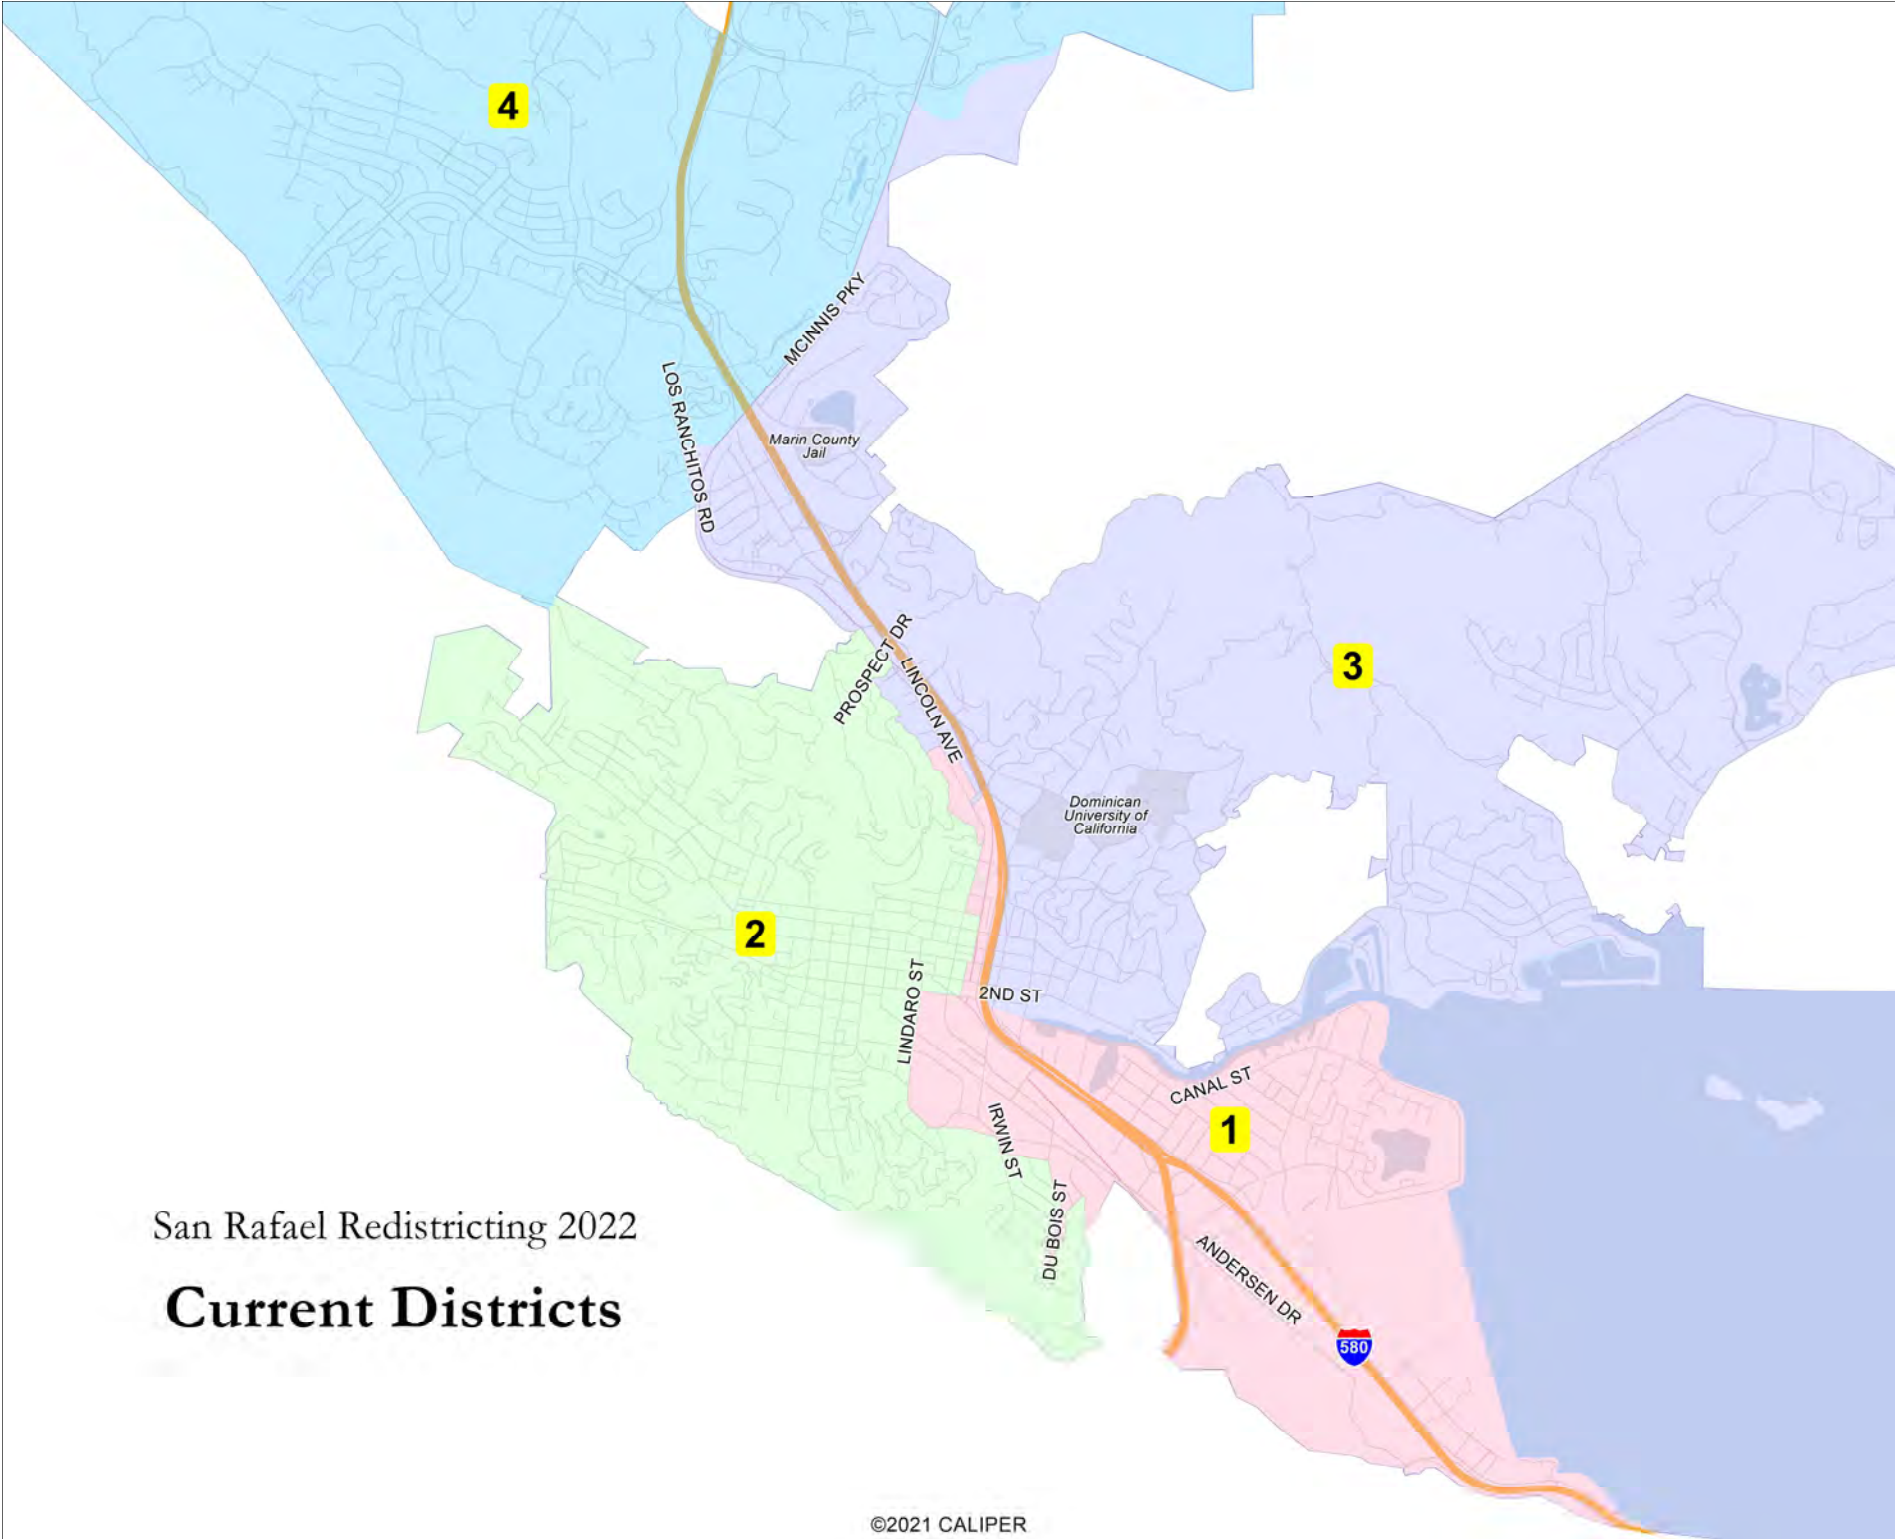 4
MCINNIS PKY
LOS RANCHITOS RD
Marin County
Jail
PROSPECT DR
LINCOLN AVE
3
Dominican
University of
California
2
LINDARO ST
2ND ST
CANAL ST
1
IRWIN ST
DU BOIS ST
ANDERSEN DR
580
San Rafael Redistricting 2022
Current Districts
©2021 CALIPER